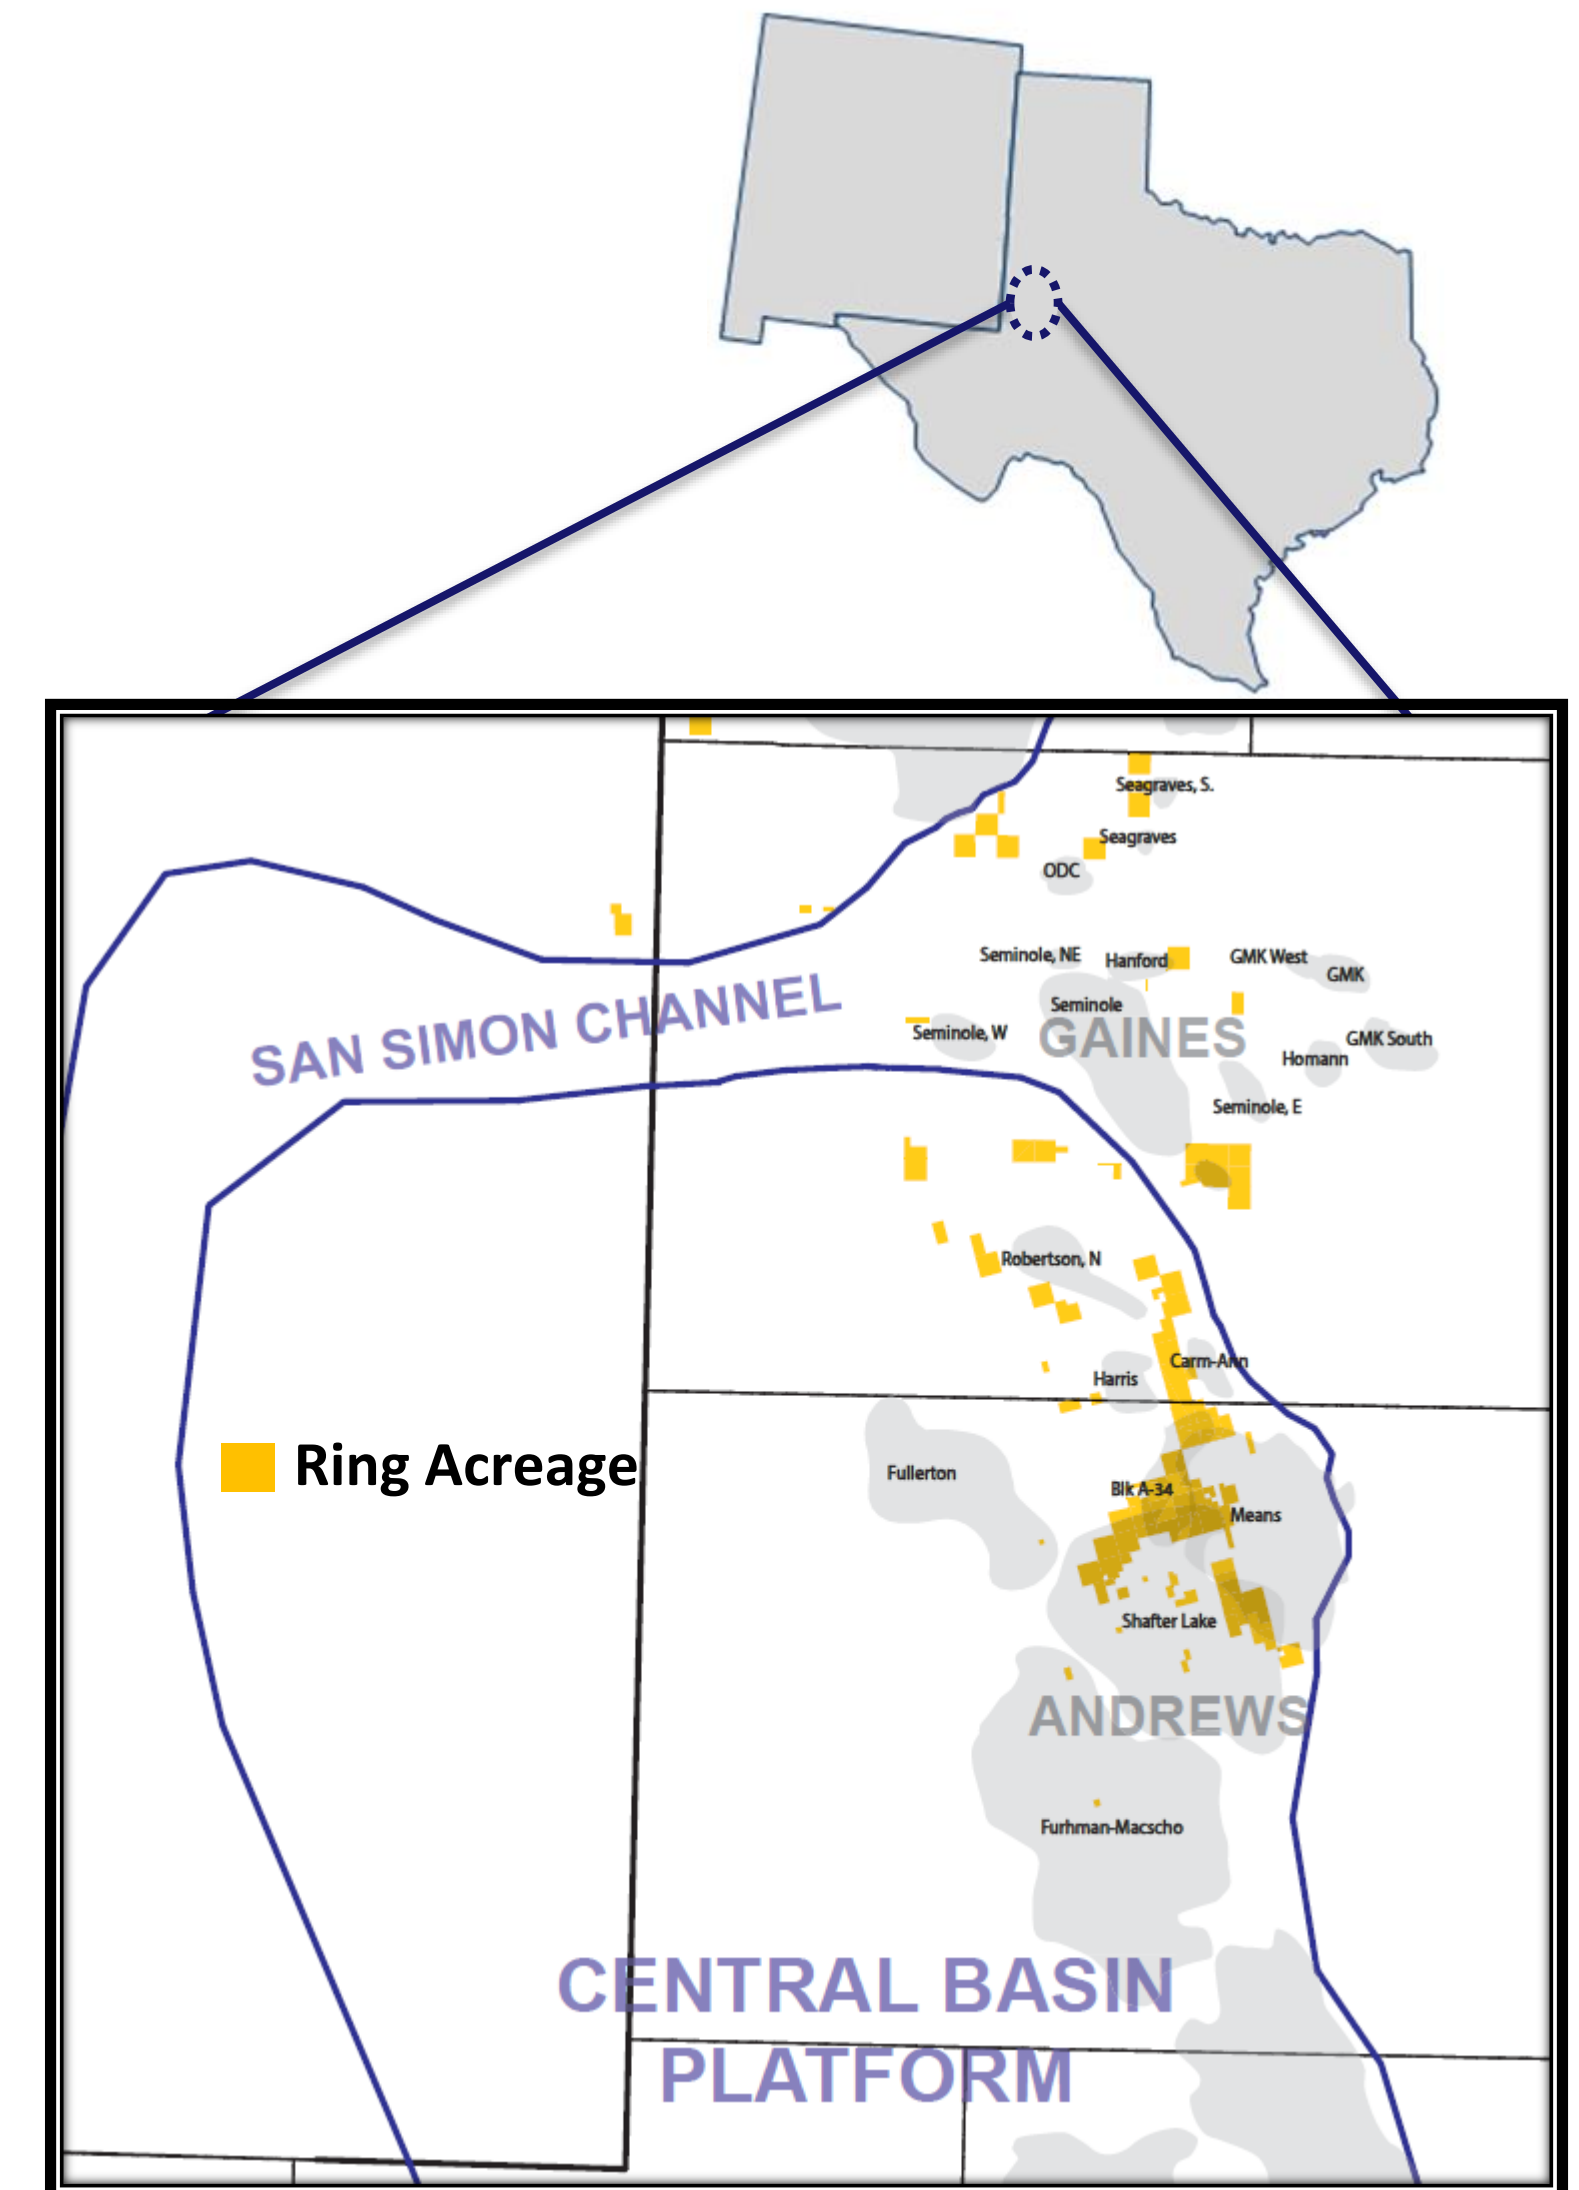 Seagraves, S.
Seagraves
ODC
Seminole, NE
Hanford
GMK West
GMK
SAN SIMON CHANNEL
Seminole
Seminole, W
GAINES
GMK South
Homann
Seminole, E
Robertson, N
Carm-Ann
Harris
Ring Acreage
Fullerton
Blk A-34
Means
Shafter Lake
ANDREWS
Furhman-Macscho
CENTRAL BASIN
PLATFORM